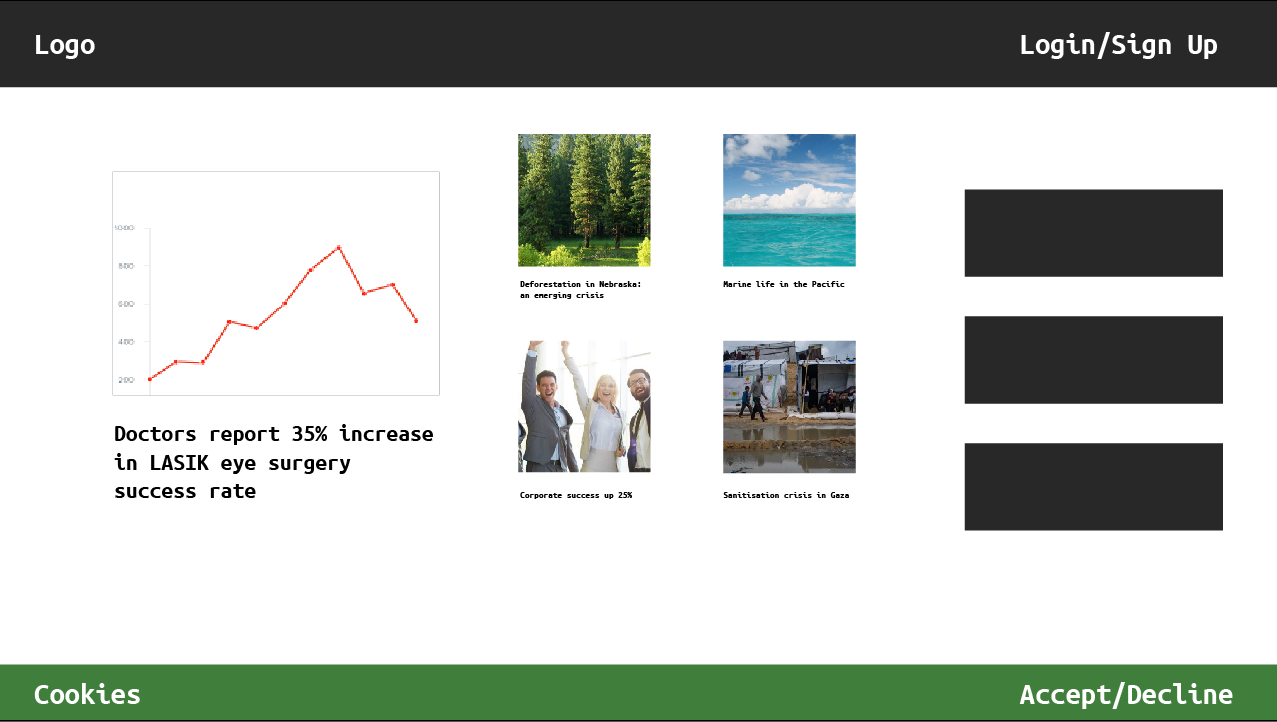 Logo
Login/Sign Up
1000
800
600
400
200
Doctors report 35% increase
in LASIK eye surgery
success rate
Deforestation in Nebraska:
an emerging crisis
Marine life in the Pacific
Corporate success up 25%
Sanitisation crisis in Gaza
Cookies
Accept/Decline